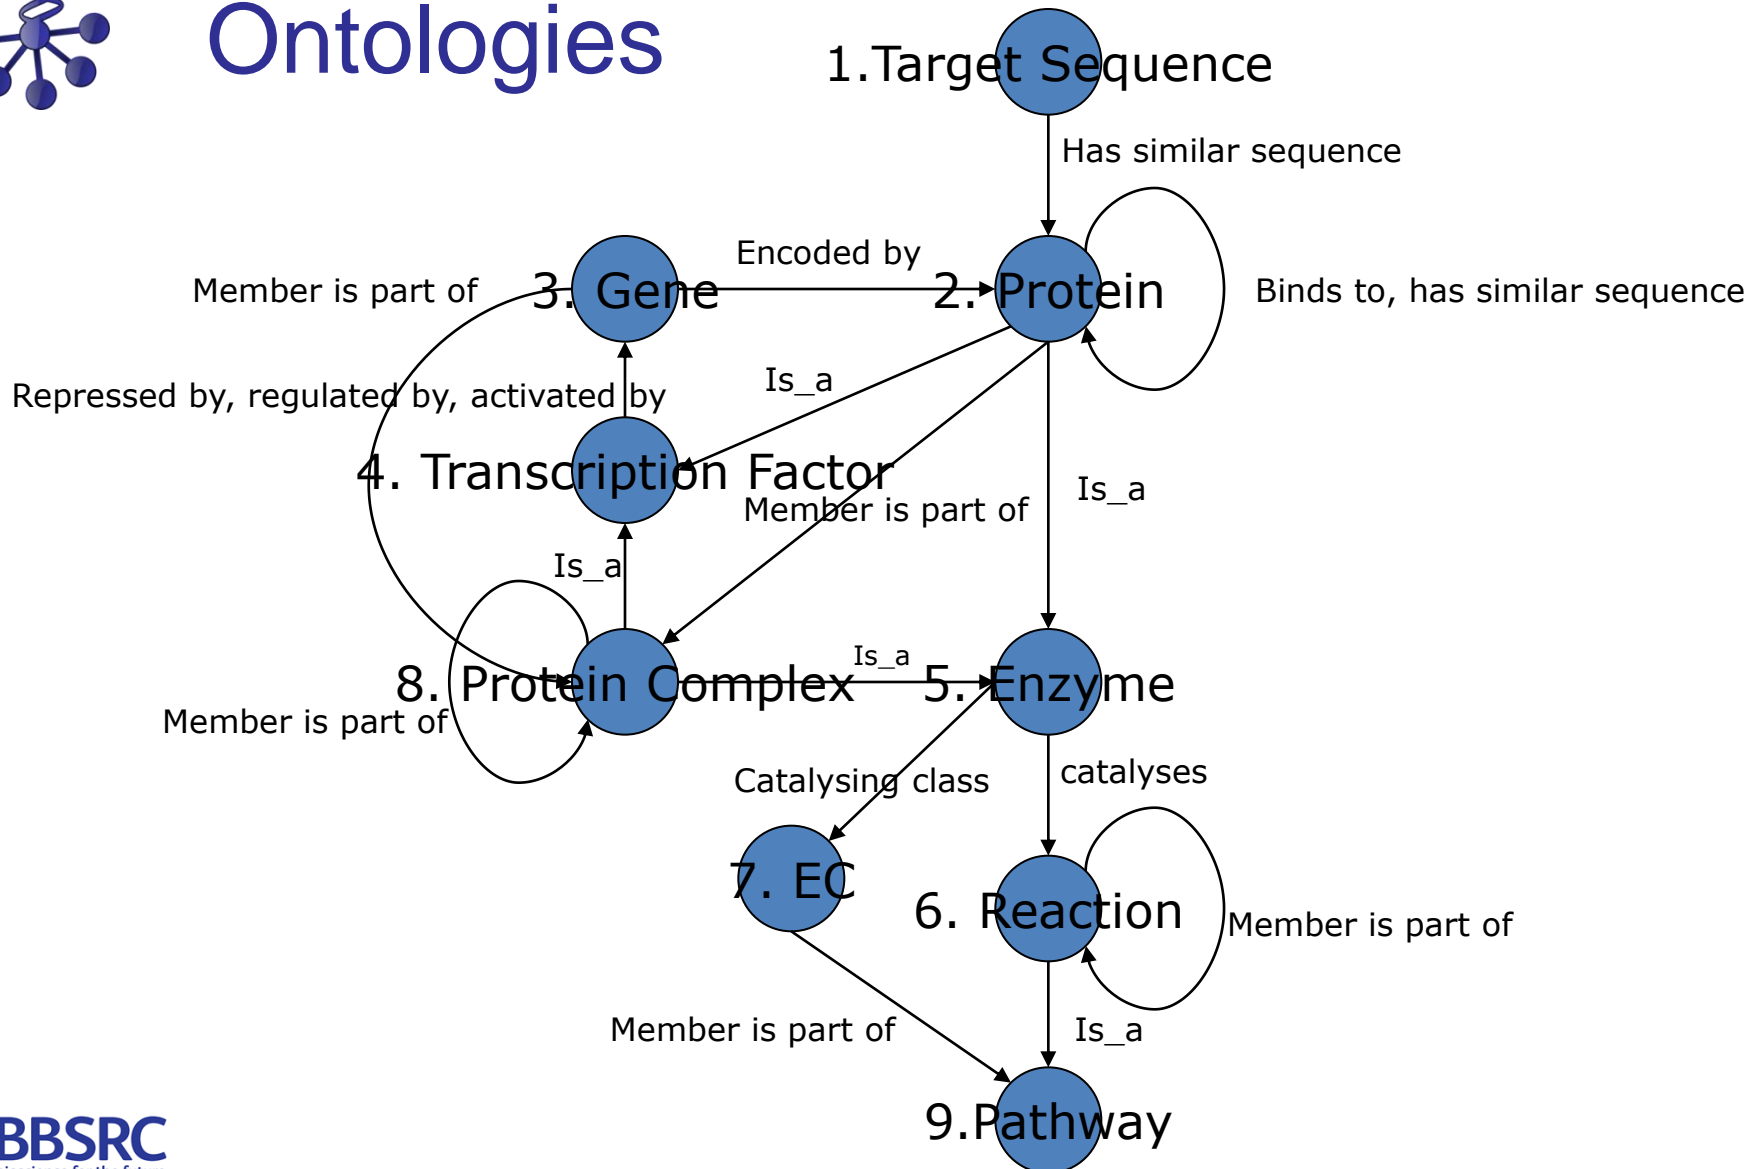 Ontologies
1.Target Sequence
Has similar sequence
Encoded by
Member is part of
3. Gene
2. Protein
Binds to, has similar sequence
Is_a
Repressed by, regulated by, activated by
4. Transcription Factor
Is_a
Member is part of
Is_a
Is_a
8. Protein Complex
5. Enzyme
Member is part of
Catalysing class
catalyses
7. EC
6. Reaction
Member is part of
Member is part of
Is_a
9.Pathway
BBSRC